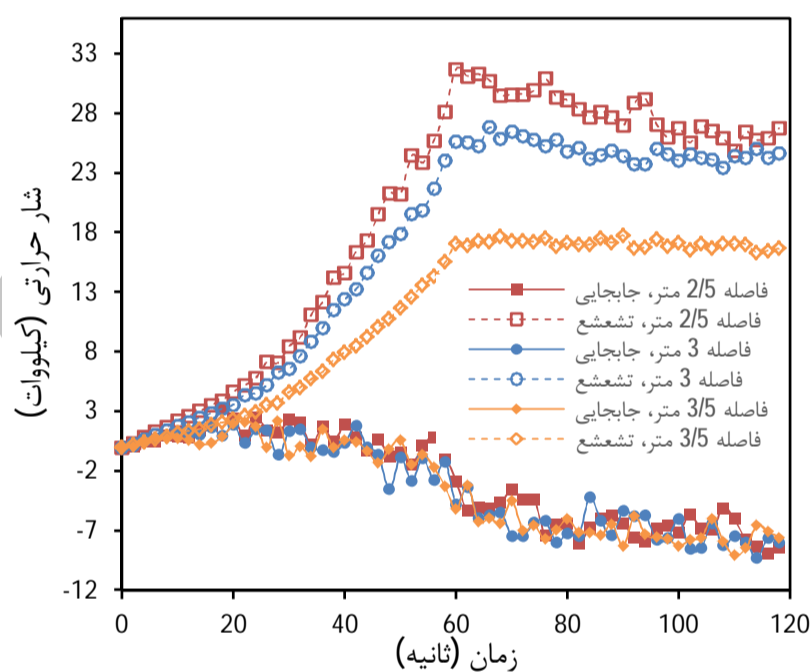 33
28
23
18
13
8
3
-2
-7
-12
شار حرارتی (کیلووات)
فاصله 2/5 متر، جابجایی
فاصله 2/5 متر، تشعشع
فاصله 3 متر، جابجایی
فاصله 3 متر، تشعشع
فاصله 3/5 متر، جابجایی
فاصله 3/5 متر، تشعشع
0 20 40 60 80 100 120
زمان (ثانیه)